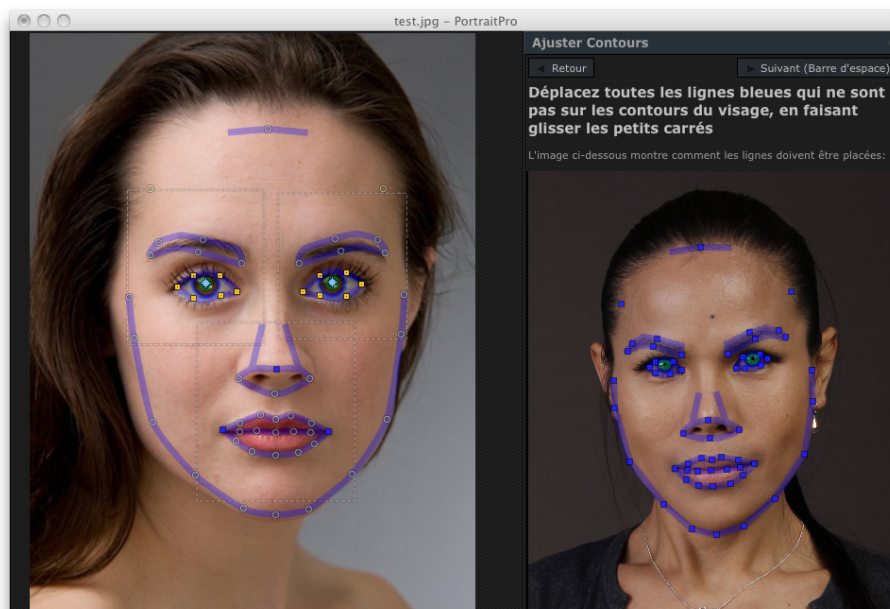 test.jpg – PortraitPro
Ajuster Contours
Retour
Suivant (Barre d'espace)
Déplacez toutes les lignes bleues qui ne sont
pas sur les contours du visage, en faisant
glisser les petits carrés
L'image ci-dessous montre comment les lignes doivent être placées: